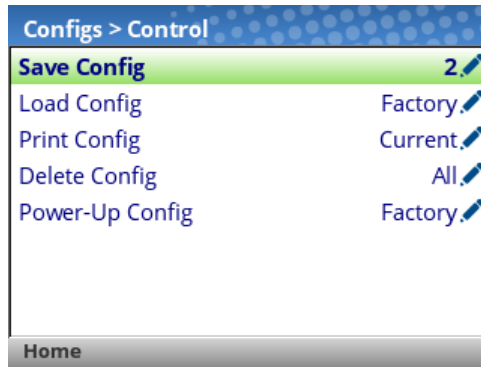 Configs > Control
Save Config 2
Load Config Factory
Print Config Current
Delete Config All
Power-Up Config Factory
Home